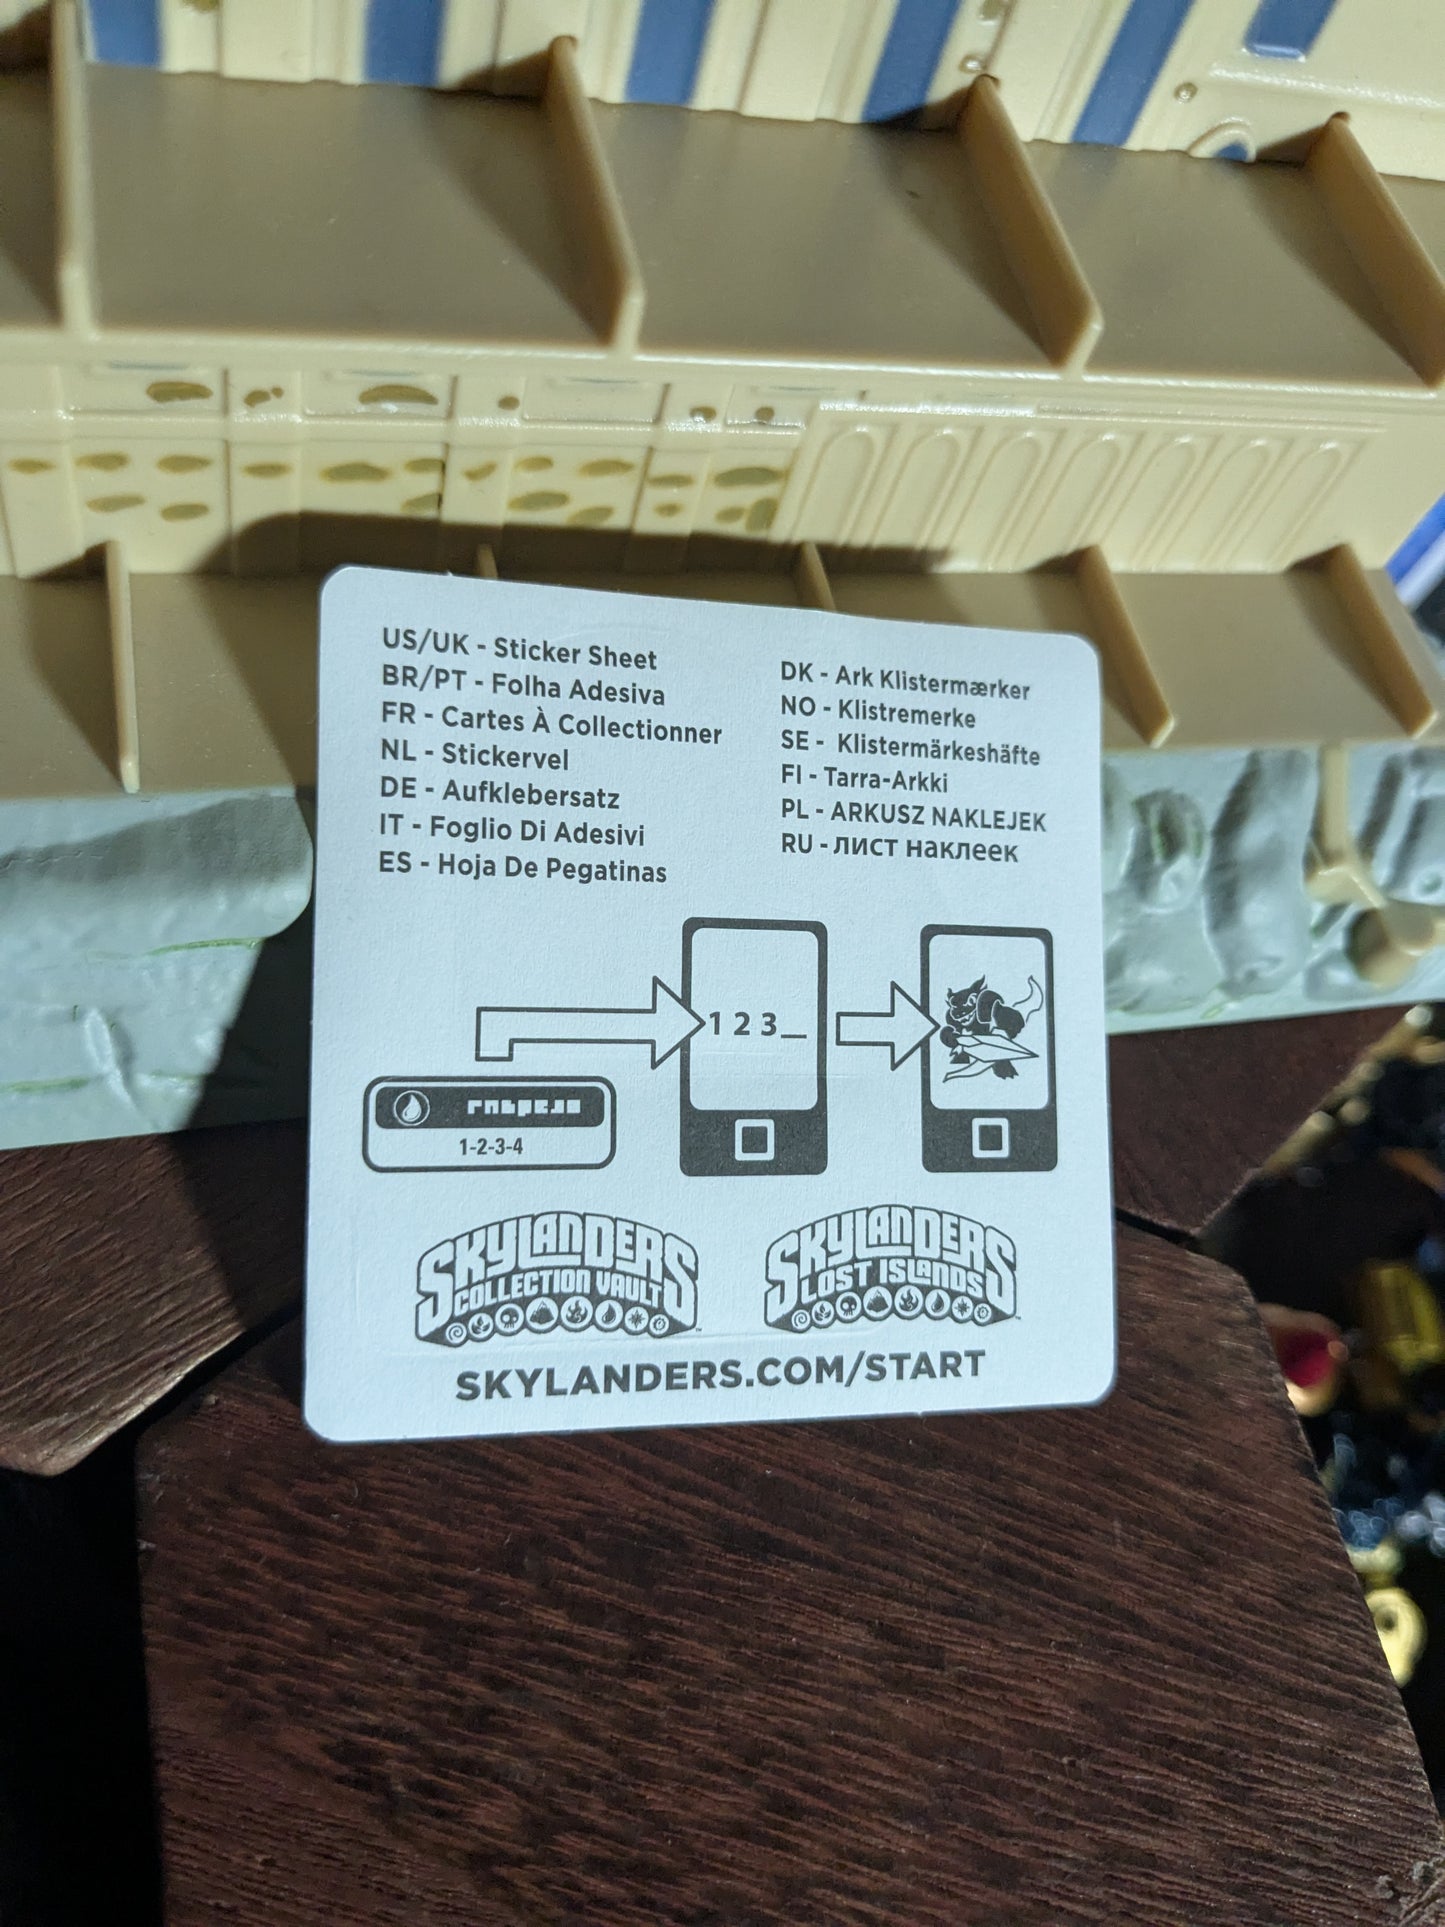 US/UK - Sticker Sheet
BR/PT - Folha Adesiva
FR - Cartes À Collectionner
NL - Stickervel
DE - Aufklebersatz
IT - Foglio Di Adesivi
ES - Hoja De Pegatinas
DK - Ark Klistermærker
NO - Klistremerke
SE - Klistermärkeshäfte
FI - Tarra-Arkki
PL - ARKUSZ NAKLEJEK
RU - лист наклеек
1 2 3_
1-2-3-4
SKYLANDERS
COLLECTION VAULT
SKYLANDERS
LOST ISLANDS
SKYLANDERS.COM/START